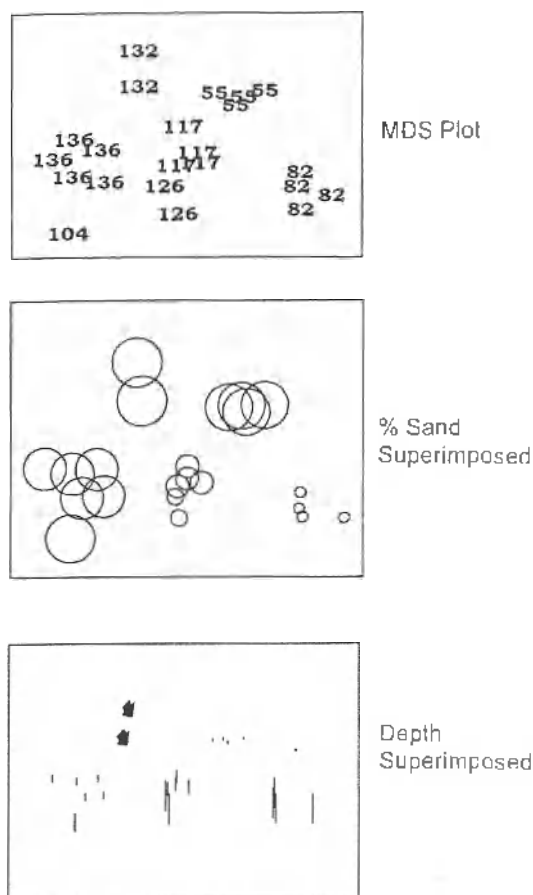 132
132
55 55 55
55
117
136
136 117
136 117 117 82
136 136 126 82
82
126 82
104
MDS Plot
% Sand
Superimposed
Depth
Superimposed